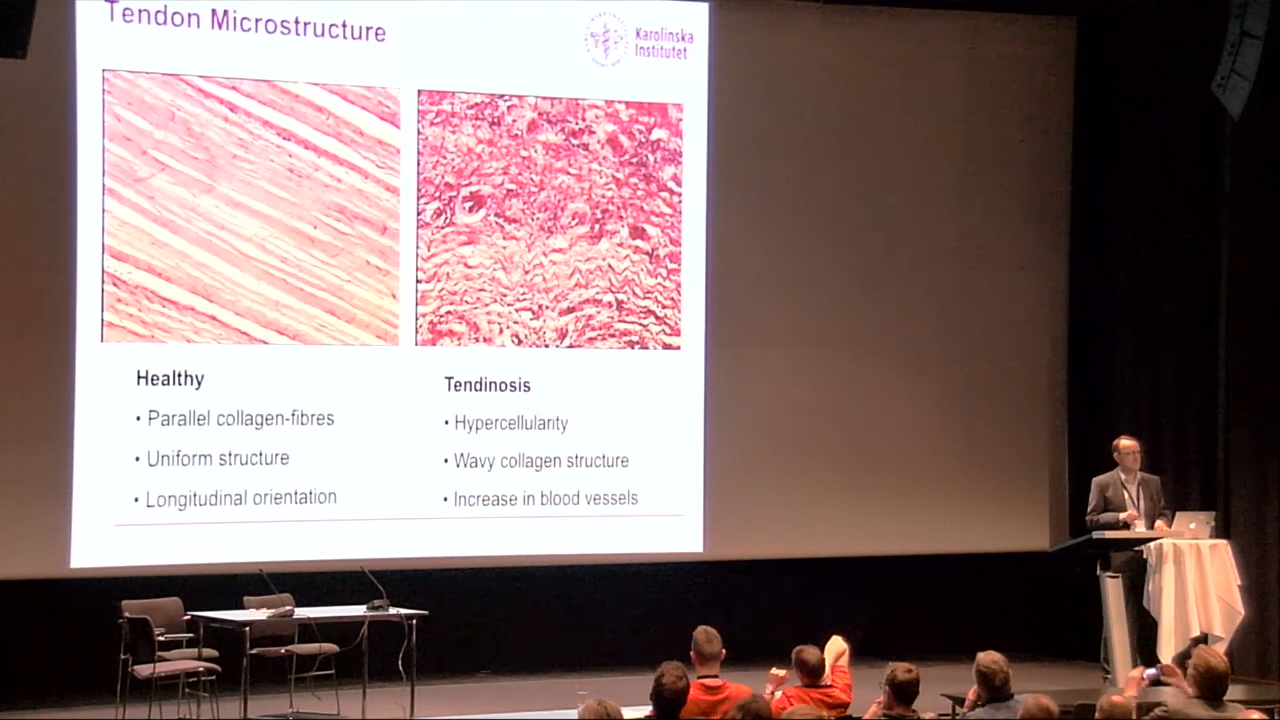 Tendon Microstructure
Karolinska
Institutet
Healthy
• Parallel collagen-fibres
• Uniform structure
• Longitudinal orientation
Tendinosis
• Hypercellularity
• Wavy collagen structure
• Increase in blood vessels